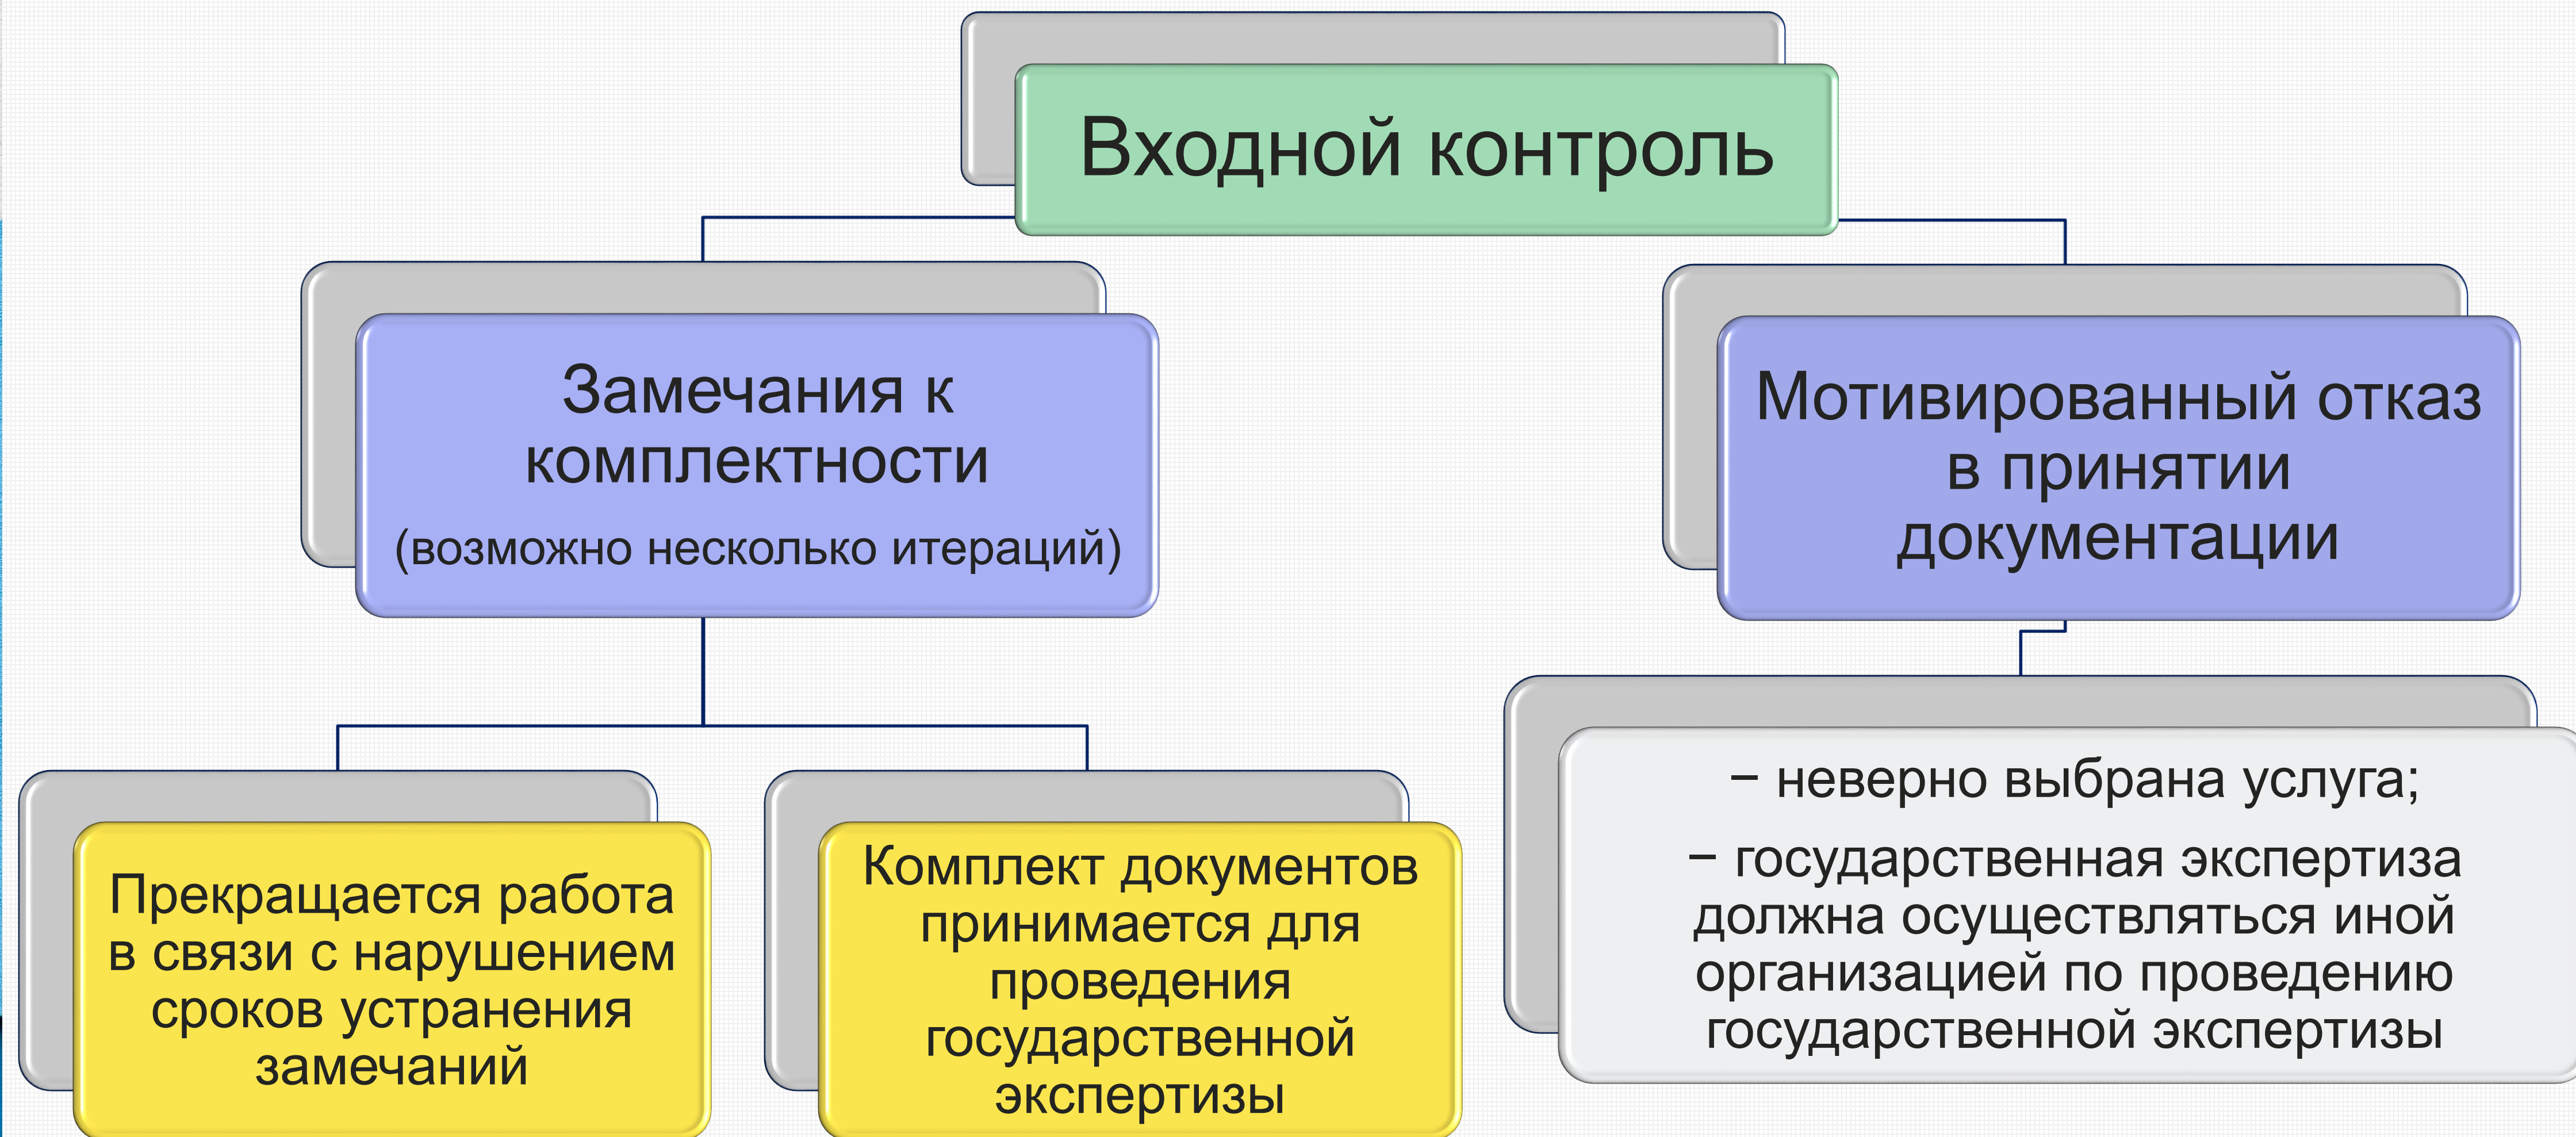 Входной контроль
Замечания к
комплектности
(возможно несколько итераций)
Мотивированный отказ
в принятии
документации
Прекращается работа
в связи с нарушением
сроков устранения
замечаний
Комплект документов
принимается для
проведения
государственной
экспертизы
− неверно выбрана услуга;
− государственная экспертиза
должна осуществляться иной
организацией по проведению
государственной экспертизы